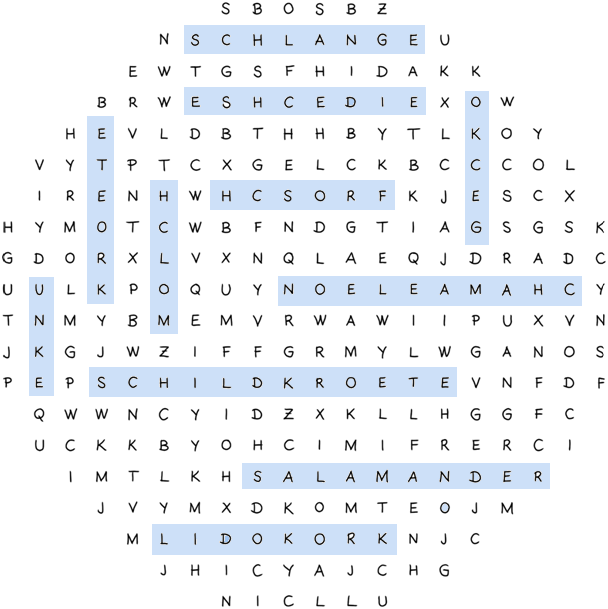 S B O S B Z
N S C H L A N G E U
E W T G S F H I D A K K
B R W E S H C E D I E X O W
H E V L D B T H H B Y T L K O Y
V Y T P T C X G E L C K B C C C O L
I R E N H W H C S O R F K J E S C X
H Y M O T C W B F N D G T I A G S G S K
G D O R X L V X N Q L A E Q J D R A D C
U U L K P O Q U Y N O E L E A M A H C Y
T N M Y B M E M V R W A W I I P U X V N
J K G J W Z I F F G R M Y L W G A N O S
P E P S C H I L D K R O E T E V N F D F
Q W W N C Y I D Z X K L L H G G F C
U C K K B Y O H C I M I F R E R C I
I M T L K H S A L A M A N D E R
J V Y M X D K O M T E O J M
M L I D O K O R K N J C
J H I C Y A J C H G
N I C L L U